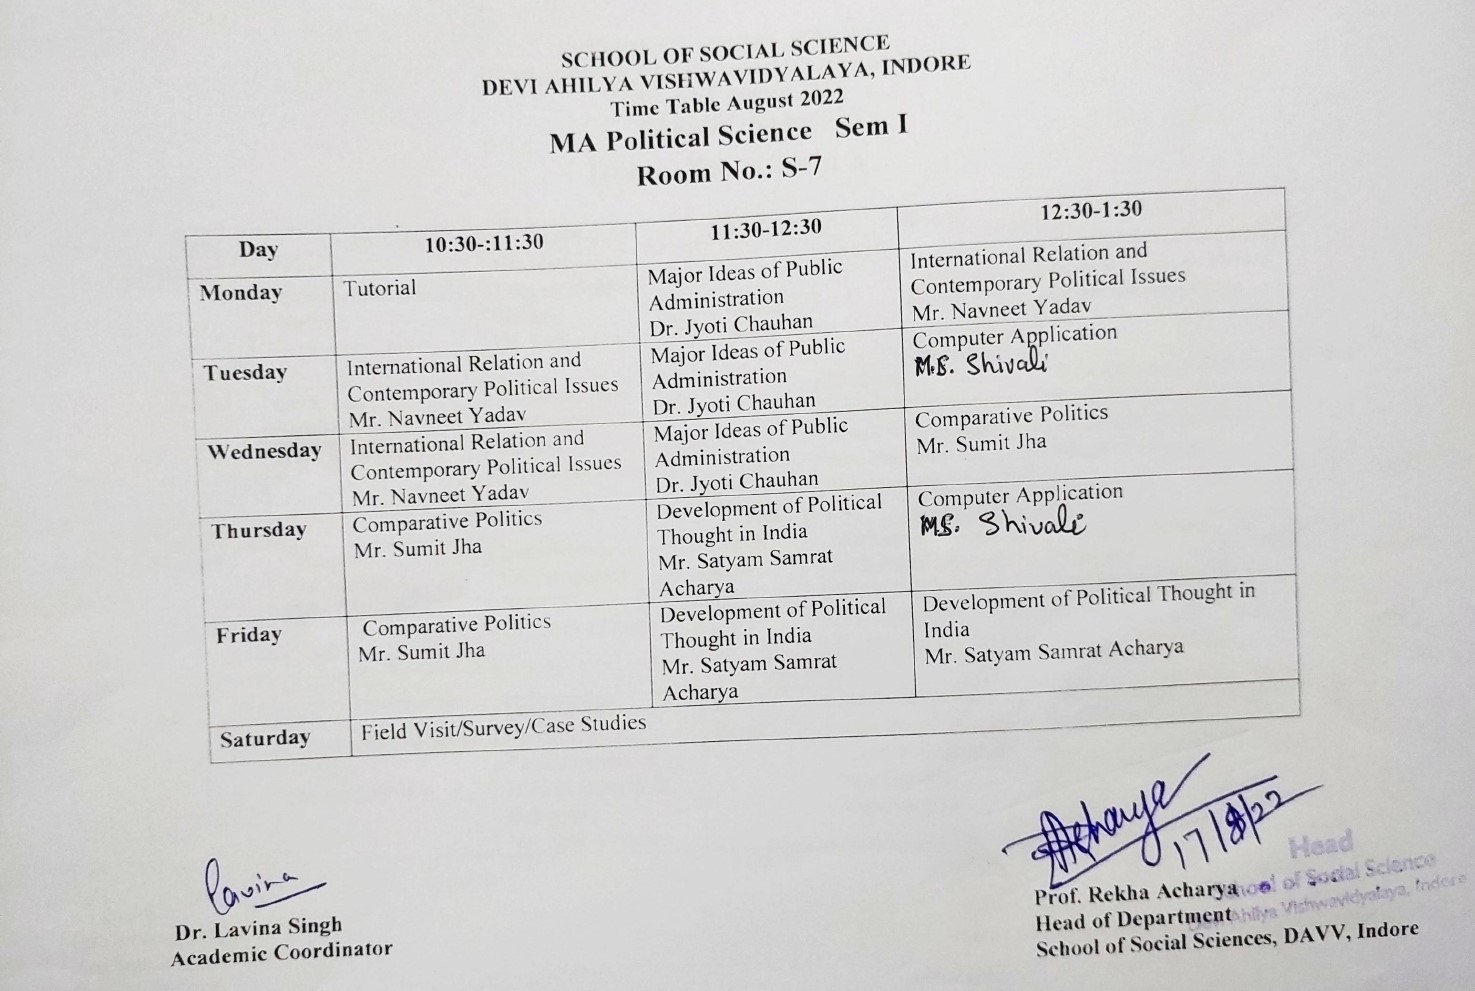 SCHOOL OF SOCIAL SCIENCE
DEVI AHILYA VISHWAVIDYALAYA, INDORE
Time Table August 2022
MA Political Science Sem I
Room No.: S-7
Day
10:30-:11:30
11:30-12:30
12:30-1:30
Monday
Tutorial
Major Ideas of Public
Administration
Dr. Jyoti Chauhan
International Relation and
Contemporary Political Issues
Mr. Navneet Yadav
Tuesday
International Relation and
Contemporary Political Issues
Mr. Navneet Yadav
Major Ideas of Public
Administration
Dr. Jyoti Chauhan
Computer Application
Ms. Shivali
Wednesday
International Relation and
Contemporary Political Issues
Mr. Navneet Yadav
Major Ideas of Public
Administration
Dr. Jyoti Chauhan
Comparative Politics
Mr. Sumit Jha
Thursday
Comparative Politics
Mr. Sumit Jha
Development of Political
Thought in India
Mr. Satyam Samrat
Acharya
Computer Application
Ms. Shivali
Friday
Comparative Politics
Mr. Sumit Jha
Development of Political
Thought in India
Mr. Satyam Samrat
Acharya
Development of Political Thought in
India
Mr. Satyam Samrat Acharya
Saturday
Field Visit/Survey/Case Studies
Lavina
Dr. Lavina Singh
Academic Coordinator
Acharya
17/8/22
Head
School of Social Science
Devi Ahilya Vishwavidyalaya, Indore
Prof. Rekha Acharya
Head of Department
School of Social Sciences, DAVV, Indore